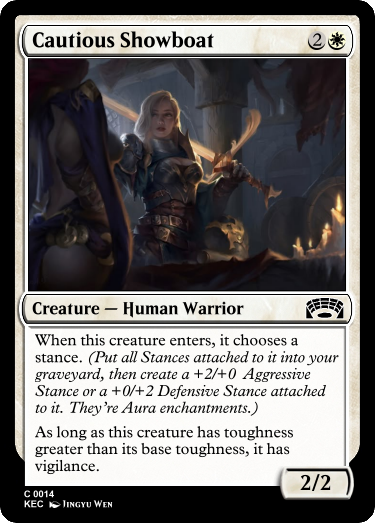 Cautious Showboat 2
Creature — Human Warrior
When this creature enters, it chooses a
stance. (Put all Stances attached to it into your
graveyard, then create a +2/+0 Aggressive
Stance or a +0/+2 Defensive Stance attached
to it. They're Aura enchantments.)
As long as this creature has toughness
greater than its base toughness, it has
vigilance.
2/2
C 0014
KEC Jingyu Wen